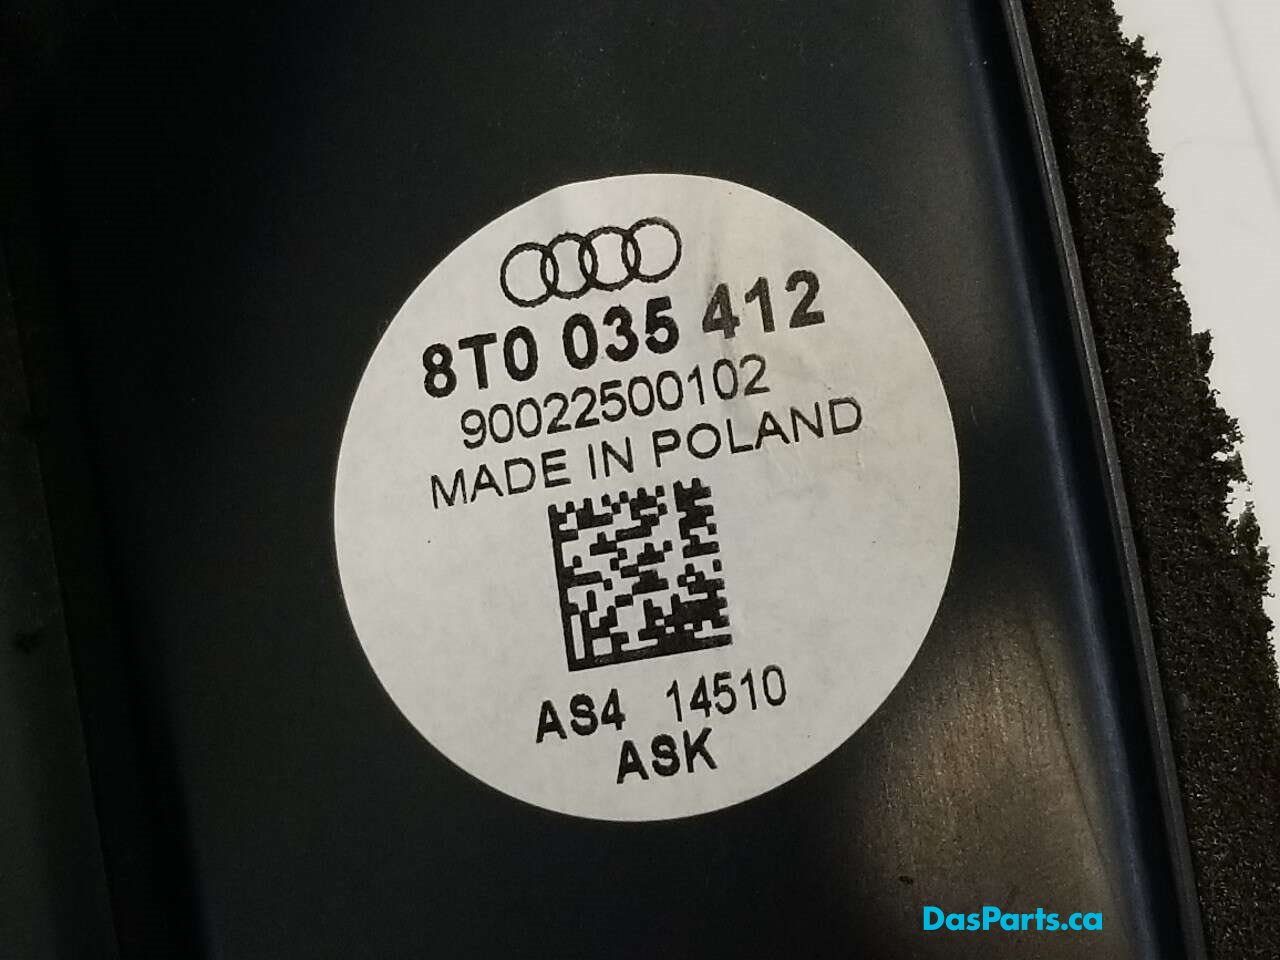 8T0 035 412
90022500102
MADE IN POLAND
AS4 14510
ASK
DasParts.ca